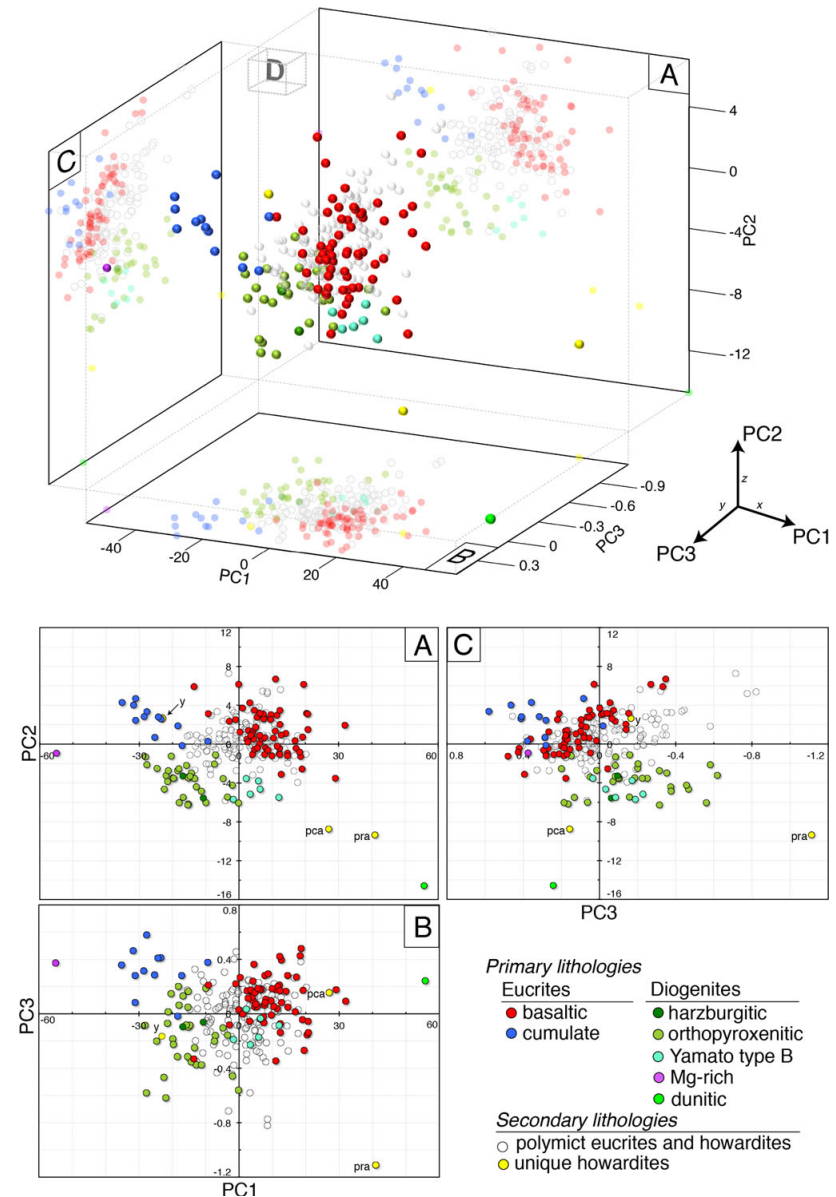 D
A
C
4
0
-4
-8
-12
PC2
B
-40
-20
0
20
40
PC1
-0.9
-0.6
-0.3
0
0.3
PC3
PC2
z
y
x
PC3
PC1
12
A
8
4
y
-60
-30
30
60
-4
-8
pca
pra
-12
-16
PC2
12
C
8
4
y
0.8
0.4
0
-0.4
-0.8
-1.2
-4
-8
pca
pra
-12
-16
PC3
0.8
B
0.4
pca
-60
-30
y
0
30
60
-0.4
-0.8
pra
-1.2
PC3
PC1
Primary lithologies
Eucrites
basaltic
cumulate
Diogenites
harzburgitic
orthopyroxenitic
Yamato type B
Mg-rich
dunitic
Secondary lithologies
polymict eucrites and howardites
unique howardites